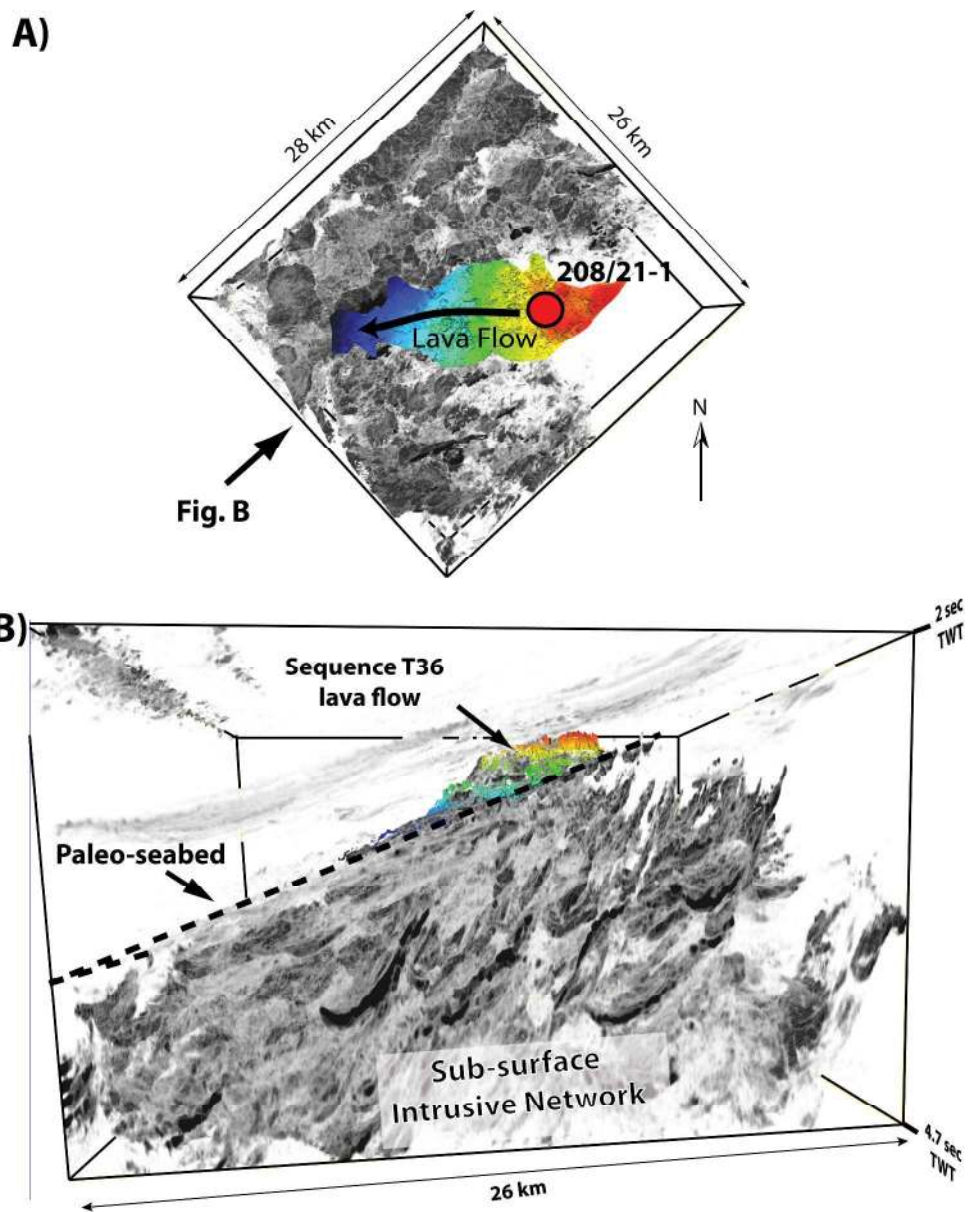 A)
28 km
26 km
208/21-1
Lava Flow
N
Fig. B
B)
2 sec
TWT
Sequence T36
lava flow
Paleo-seabed
Sub-surface
Intrusive Network
4.7 sec
TWT
26 km